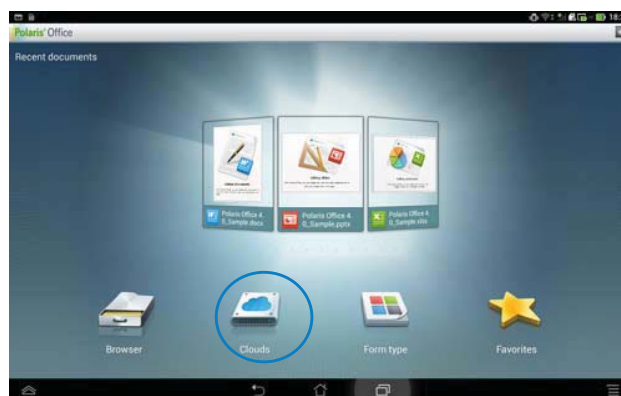 18:
Polaris® Office
Recent documents
Polaris Office 4.
0_Sample.docx
Polaris Office 4.
0_Sample.pptx
Polaris Office 4.
0_Sample.xlsx
Browser
Clouds
Form type
Favorites